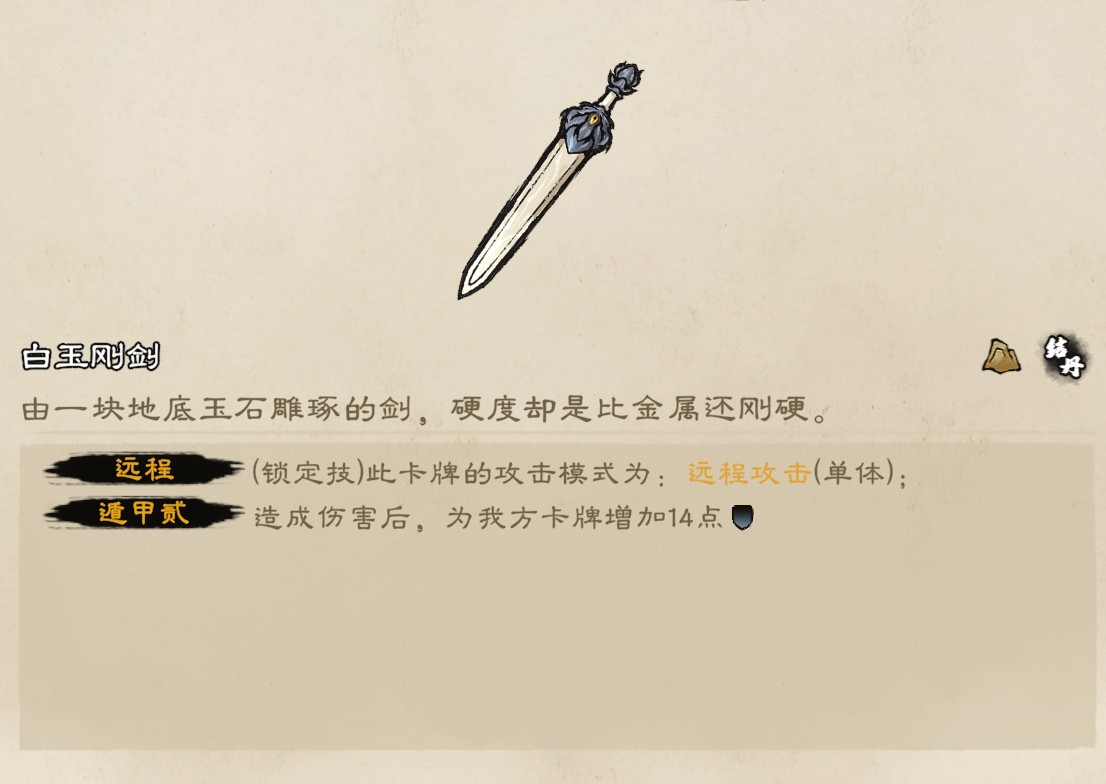 白玉刚剑
结丹
由一块地底玉石雕琢的剑，硬度却是比金属还刚硬。
远程 (锁定技)此卡牌的攻击模式为：远程攻击(单体)；
遁甲贰 造成伤害后，为我方卡牌增加14点